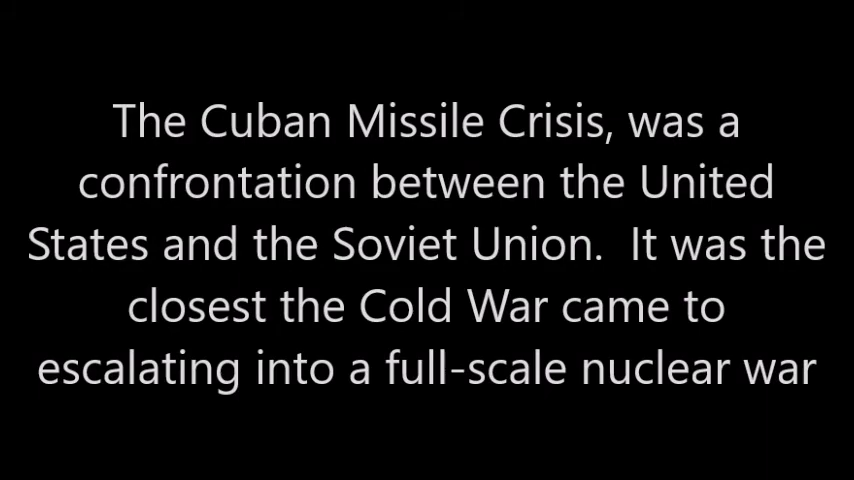 The Cuban Missile Crisis, was a
confrontation between the United
States and the Soviet Union.  It was the
closest the Cold War came to
escalating into a full-scale nuclear war